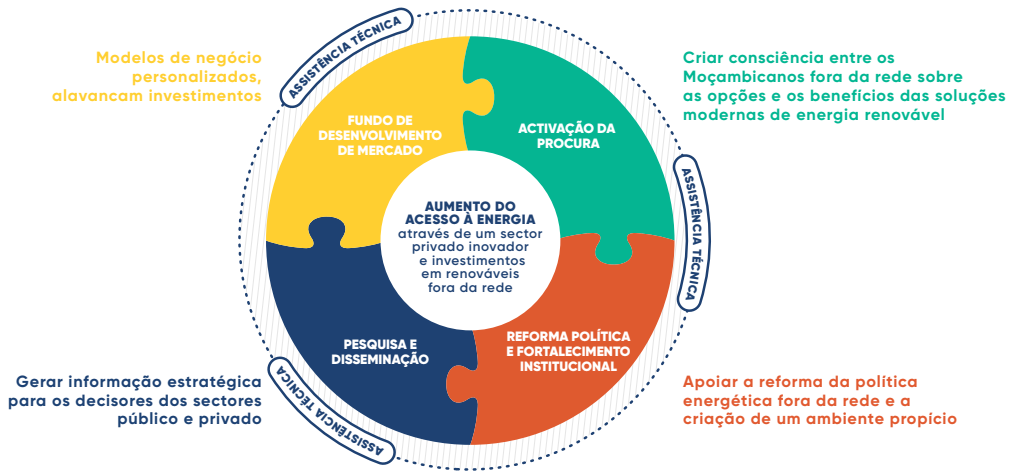 Modelos de negócio
personalizados,
alavancam investimentos
ASSISTÊNCIA TÉCNICA
FUNDO DE
DESENVOLVIMENTO
DE MERCADO
ACTIVAÇÃO DA
PROCURA
Criar consciência entre os
Moçambicanos fora da rede sobre
as opções e os benefícios das soluções
modernas de energia renovável
ASSISTÊNCIA TÉCNICA
AUMENTO DO
ACESSO À ENERGIA
através de um sector
privado inovador
e investimentos
em renováveis
fora da rede
PESQUISA E
DISSEMINAÇÃO
REFORMA POLÍTICA
E FORTALECIMENTO
INSTITUCIONAL
Gerar informação estratégica
para os decisores dos sectores
público e privado
ASSISTÊNCIA TÉCNICA
Apoiar a reforma da política
energética fora da rede e a
criação de um ambiente propício